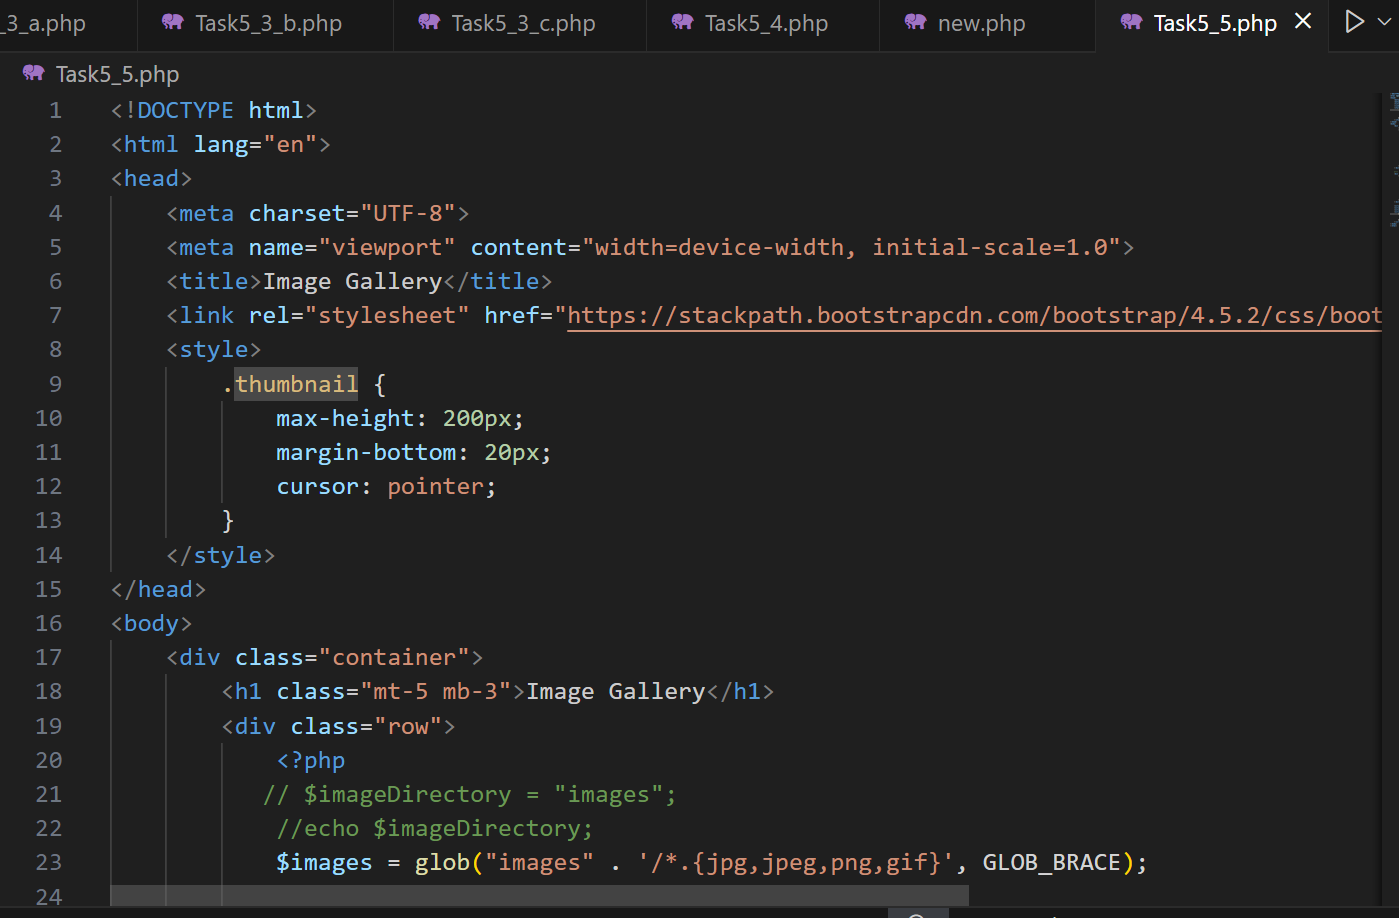 _3_a.php Task5_3_b.php Task5_3_c.php Task5_4.php new.php Task5_5.php
Task5_5.php
1 <!DOCTYPE html>
2 <html lang="en">
3 <head>
4     <meta charset="UTF-8">
5     <meta name="viewport" content="width=device-width, initial-scale=1.0">
6     <title>Image Gallery</title>
7     <link rel="stylesheet" href="https://stackpath.bootstrapcdn.com/bootstrap/4.5.2/css/boot
8     <style>
9         .thumbnail {
10             max-height: 200px;
11             margin-bottom: 20px;
12             cursor: pointer;
13         }
14     </style>
15 </head>
16 <body>
17     <div class="container">
18         <h1 class="mt-5 mb-3">Image Gallery</h1>
19         <div class="row">
20             <?php
21            // $imageDirectory = "images";
22             //echo $imageDirectory;
23             $images = glob("images" . '/*.{jpg,jpeg,png,gif}', GLOB_BRACE);
24